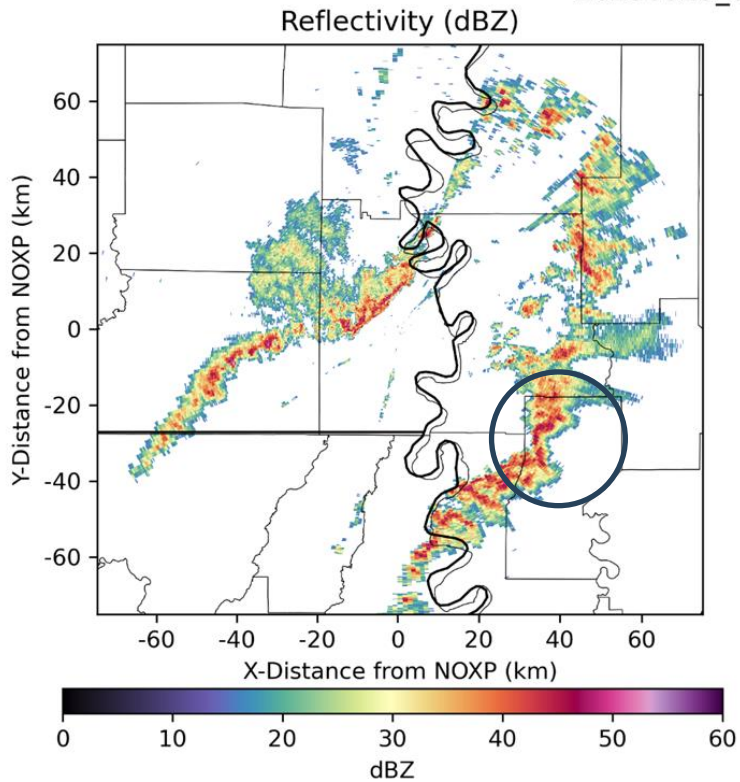 Reflectivity (dBZ)
60
40
20
0
-20
-40
-60
Y-Distance from NOXP (km)
-60 -40 -20 0 20 40 60
X-Distance from NOXP (km)
0 10 20 30 40 50 60
dBZ